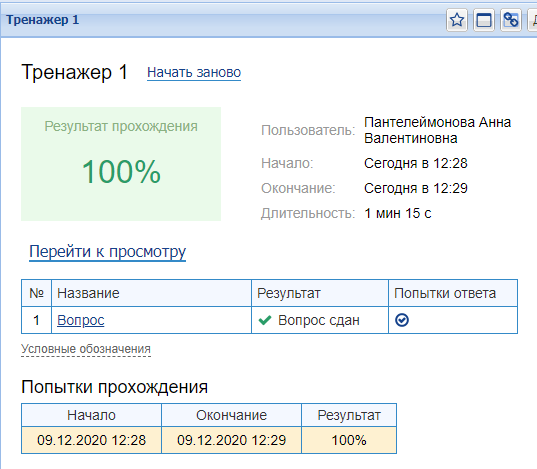 Тренажер 1
Тренажер 1 Начать заново
Результат прохождения
100%
Пользователь: Пантелеймонова Анна
Валентиновна
Начало: Сегодня в 12:28
Окончание: Сегодня в 12:29
Длительность: 1 мин 15 с
Перейти к просмотру
№ Название Результат Попытки ответа
1 Вопрос Вопрос сдан
Условные обозначения
Попытки прохождения
Начало Окончание Результат
09.12.2020 12:28 09.12.2020 12:29 100%